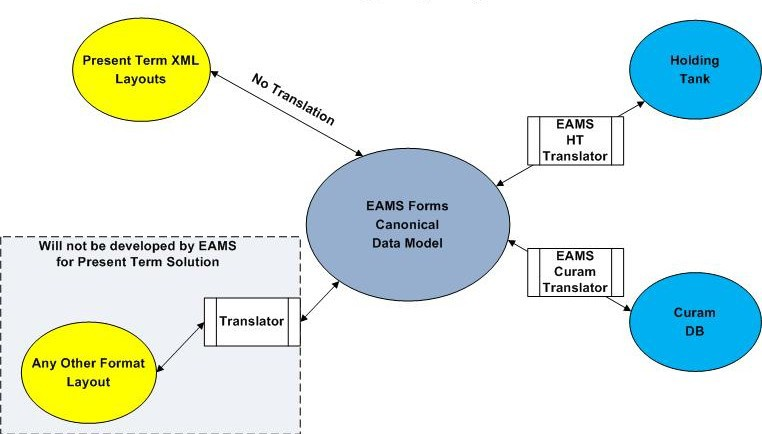 Present Term XML
Layouts
No Translation
Holding
Tank
EAMS
HT
Translator
EAMS Forms
Canonical
Data Model
Will not be developed by EAMS
for Present Term Solution
EAMS
Curam
Translator
Translator
Curam
DB
Any Other Format
Layout